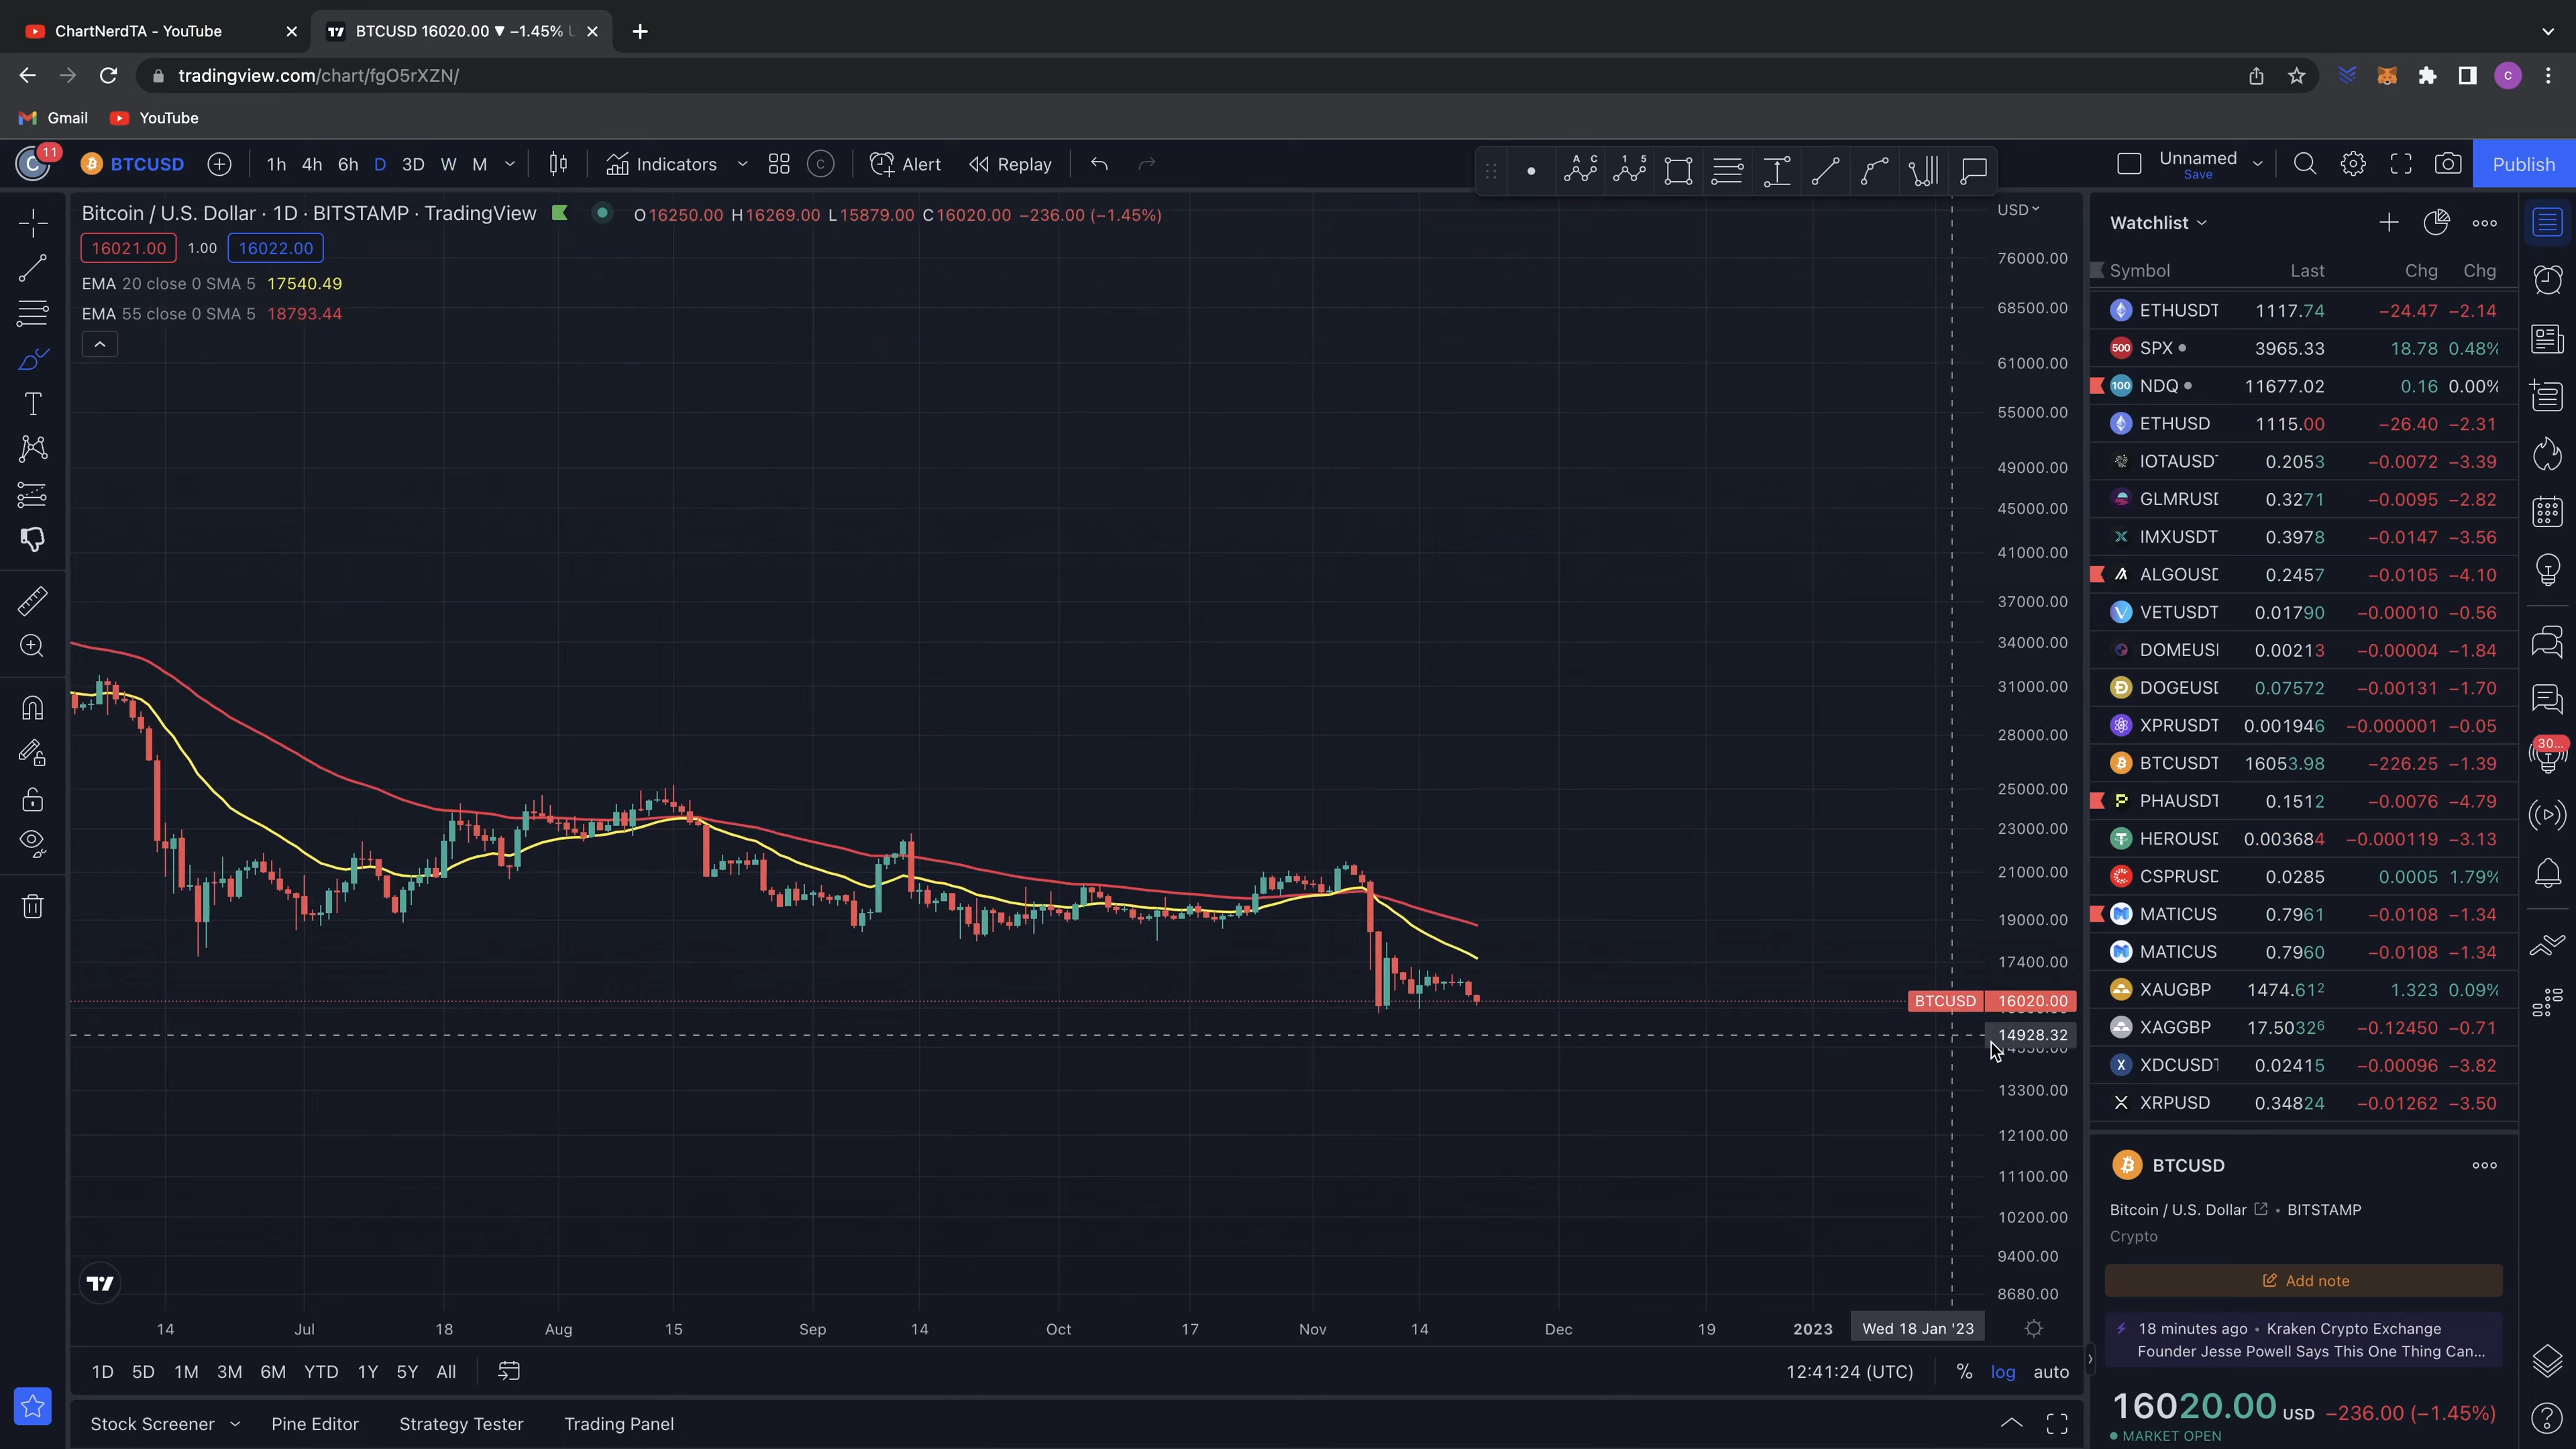 ChartNerdTA - YouTube
BTCUSD 16020.00 ▼ −1.45% U
tradingview.com/chart/fgO5rXZN/
C
Gmail
YouTube
C
11
BTCUSD
1h 4h 6h D 3D W M
Indicators
C
Alert
Replay
A C
1 5
Unnamed
Save
Publish
Bitcoin / U.S. Dollar · 1D · BITSTAMP · TradingView
O16250.00 H16269.00 L15879.00 C16020.00 −236.00 (−1.45%)
16021.00 1.00 16022.00
EMA 20 close 0 SMA 5 17540.49
EMA 55 close 0 SMA 5 18793.44
USD
76000.00
68500.00
61000.00
55000.00
49000.00
45000.00
41000.00
37000.00
34000.00
31000.00
28000.00
25000.00
23000.00
21000.00
19000.00
17400.00
BTCUSD 16020.00
14928.32
13300.00
12100.00
11100.00
10200.00
9400.00
8680.00
14 Jul 18 Aug 15 Sep 14 Oct 17 Nov 14 Dec 19 2023 Wed 18 Jan '23
1D 5D 1M 3M 6M YTD 1Y 5Y All
12:41:24 (UTC) % log auto
Stock Screener Pine Editor Strategy Tester Trading Panel
Watchlist
Symbol Last Chg Chg
ETHUSDT 1117.74 −24.47 −2.14
500 SPX 3965.33 18.78 0.48%
100 NDQ 11677.02 0.16 0.00%
ETHUSD 1115.00 −26.40 −2.31
IOTAUSD 0.2053 −0.0072 −3.39
GLMRUSD 0.3271 −0.0095 −2.82
IMXUSDT 0.3978 −0.0147 −3.56
ALGOUSD 0.2457 −0.0105 −4.10
VETUSDT 0.01790 −0.00010 −0.56
DOMEUS 0.00213 −0.00004 −1.84
DOGEUSD 0.07572 −0.00131 −1.70
XPRUSDT 0.001946 −0.000001 −0.05
BTCUSDT 16053.98 −226.25 −1.39
PHAUSDT 0.1512 −0.0076 −4.79
HEROUSD 0.003684 −0.000119 −3.13
CSPRUSD 0.0285 0.0005 1.79%
MATICUS 0.7961 −0.0108 −1.34
MATICUS 0.7960 −0.0108 −1.34
XAUGBP 1474.61² 1.323 0.09%
XAGGBP 17.5032⁶ −0.12450 −0.71
XDCUSDT 0.02415 −0.00096 −3.82
XRPUSD 0.34824 −0.01262 −3.50
BTCUSD
Bitcoin / U.S. Dollar • BITSTAMP
Crypto
Add note
18 minutes ago • Kraken Crypto Exchange
Founder Jesse Powell Says This One Thing Can...
16020.00 USD −236.00 (−1.45%)
MARKET OPEN
30...